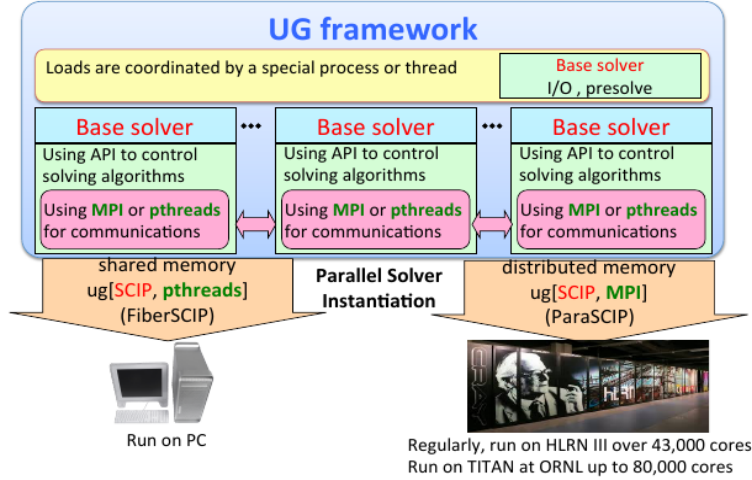 UG framework
Loads are coordinated by a special process or thread
Base solver
I/O , presolve
Base solver
Using API to control
solving algorithms
Using MPI or pthreads
for communications
•••
Base solver
Using API to control
solving algorithms
Using MPI or pthreads
for communications
•••
Base solver
Using API to control
solving algorithms
Using MPI or pthreads
for communications
shared memory
ug[SCIP, pthreads]
(FiberSCIP)
Parallel Solver
Instantiation
distributed memory
ug[SCIP, MPI]
(ParaSCIP)
HLRN
Run on PC
Regularly, run on HLRN III over 43,000 cores
Run on TITAN at ORNL up to 80,000 cores